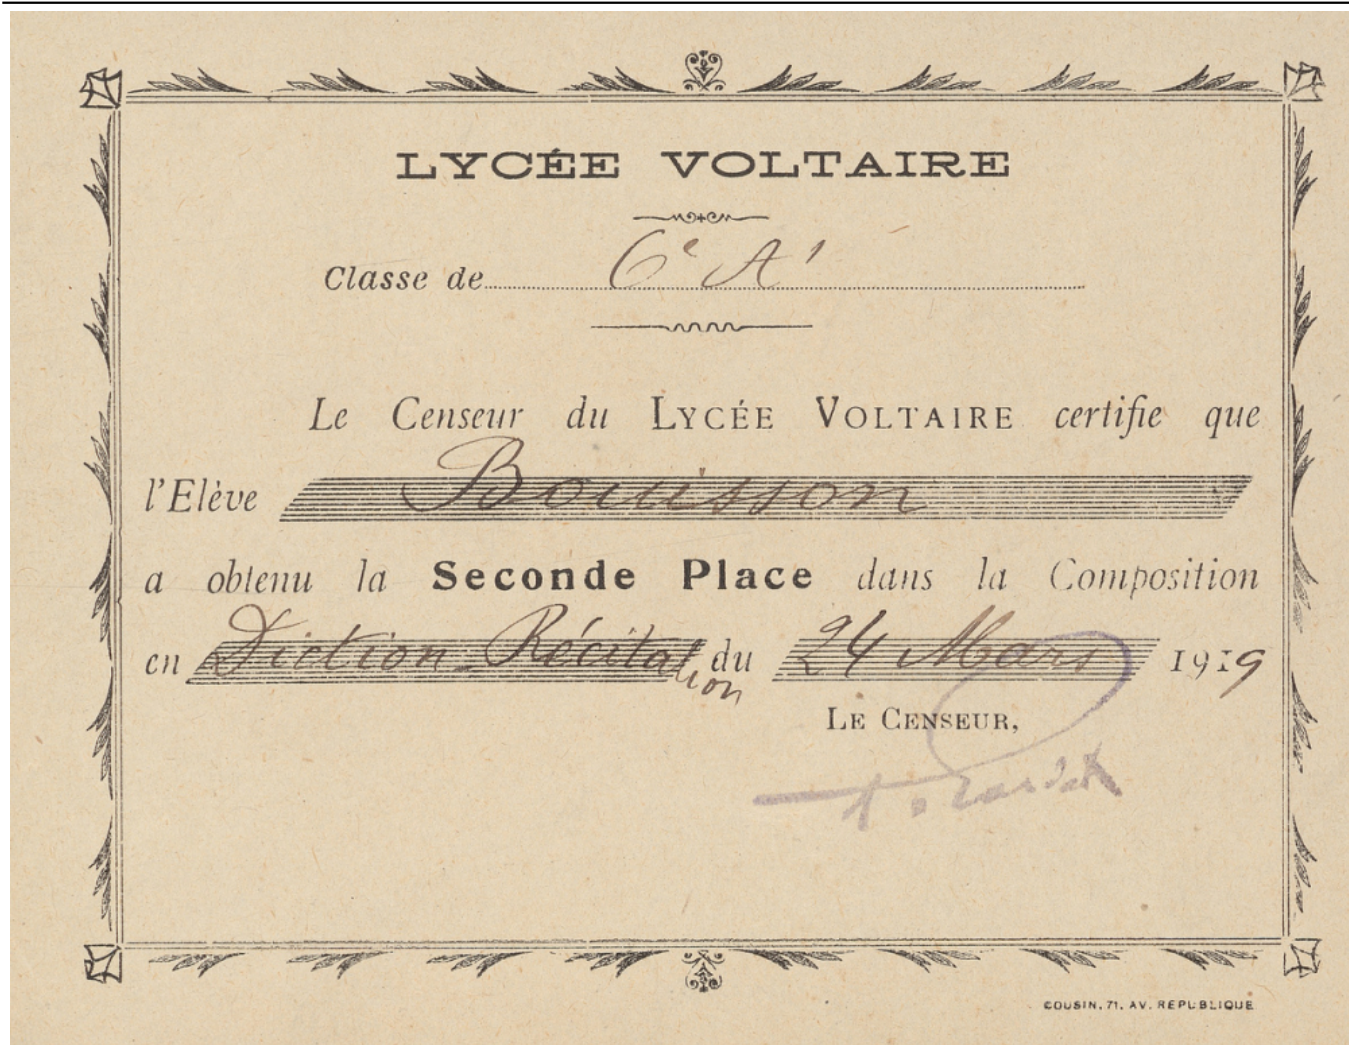 LYCÉE VOLTAIRE
Classe de 6e A1
Le Censeur du LYCÉE VOLTAIRE certifie que
l'Elève Bouisson
a obtenu la Seconde Place dans la Composition
en Diction-Récitation du 24 Mars 1919
LE CENSEUR,
COUSIN, 71, AV. REPUBLIQUE